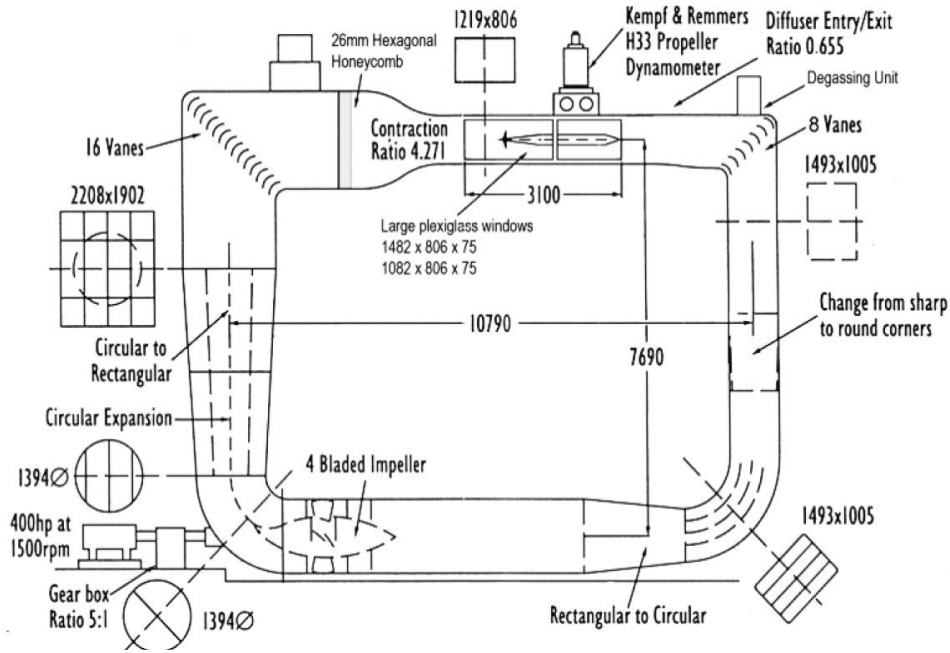 1219x806
Kempf & Remmers
H33 Propeller
Dynamometer
Diffuser Entry/Exit
Ratio 0.655
26mm Hexagonal
Honeycomb
Degassing Unit
16 Vanes
Contraction
Ratio 4.271
8 Vanes
1493x1005
2208x1902
3100
Large plexiglass windows
1482 x 806 x 75
1082 x 806 x 75
10790
Change from sharp
to round corners
Circular to
Rectangular
7690
Circular Expansion
4 Bladed Impeller
1394Ø
400hp at
1500rpm
1493x1005
Gear box
Ratio 5:1
1394Ø
Rectangular to Circular